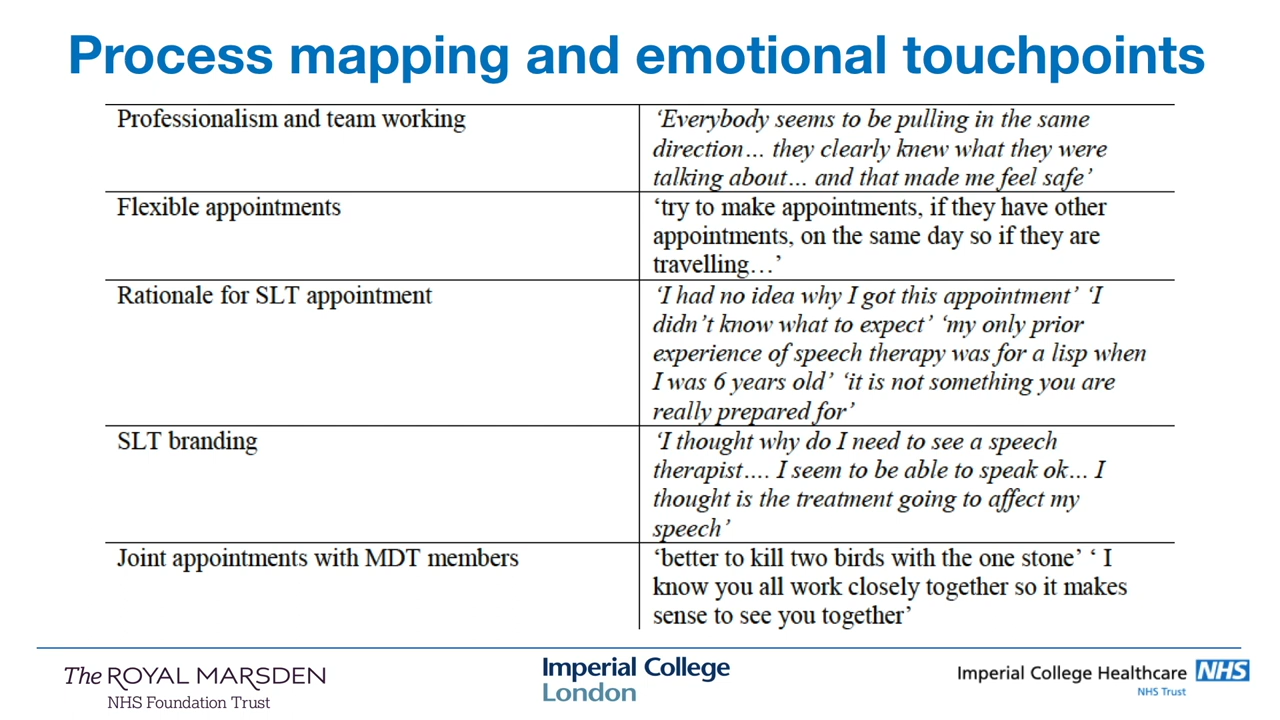 Process mapping and emotional touchpoints
Professionalism and team working
‘Everybody seems to be pulling in the same
direction… they clearly knew what they were
talking about… and that made me feel safe’
Flexible appointments
‘try to make appointments, if they have other
appointments, on the same day so if they are
travelling…’
Rationale for SLT appointment
‘I had no idea why I got this appointment’ ‘I
didn’t know what to expect’ ‘my only prior
experience of speech therapy was for a lisp when
I was 6 years old’ ‘it is not something you are
really prepared for’
SLT branding
‘I thought why do I need to see a speech
therapist…. I seem to be able to speak ok… I
thought is the treatment going to affect my
speech’
Joint appointments with MDT members
‘better to kill two birds with the one stone’ ‘ I
know you all work closely together so it makes
sense to see you together’
The ROYAL MARSDEN
NHS Foundation Trust
Imperial College
London
Imperial College Healthcare NHS
NHS Trust